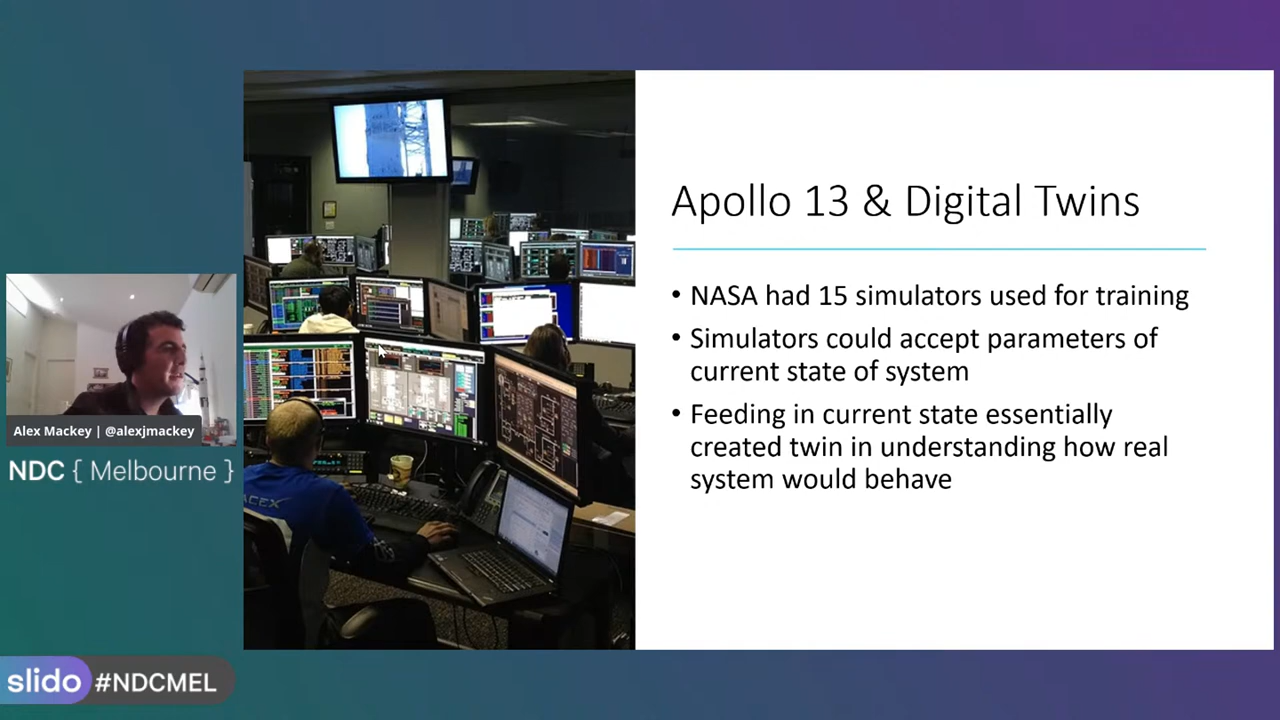 Apollo 13 & Digital Twins
• NASA had 15 simulators used for training
• Simulators could accept parameters of
current state of system
• Feeding in current state essentially
created twin in understanding how real
system would behave
Alex Mackey | @alexjmackey
NDC { Melbourne }
slido #NDCMEL